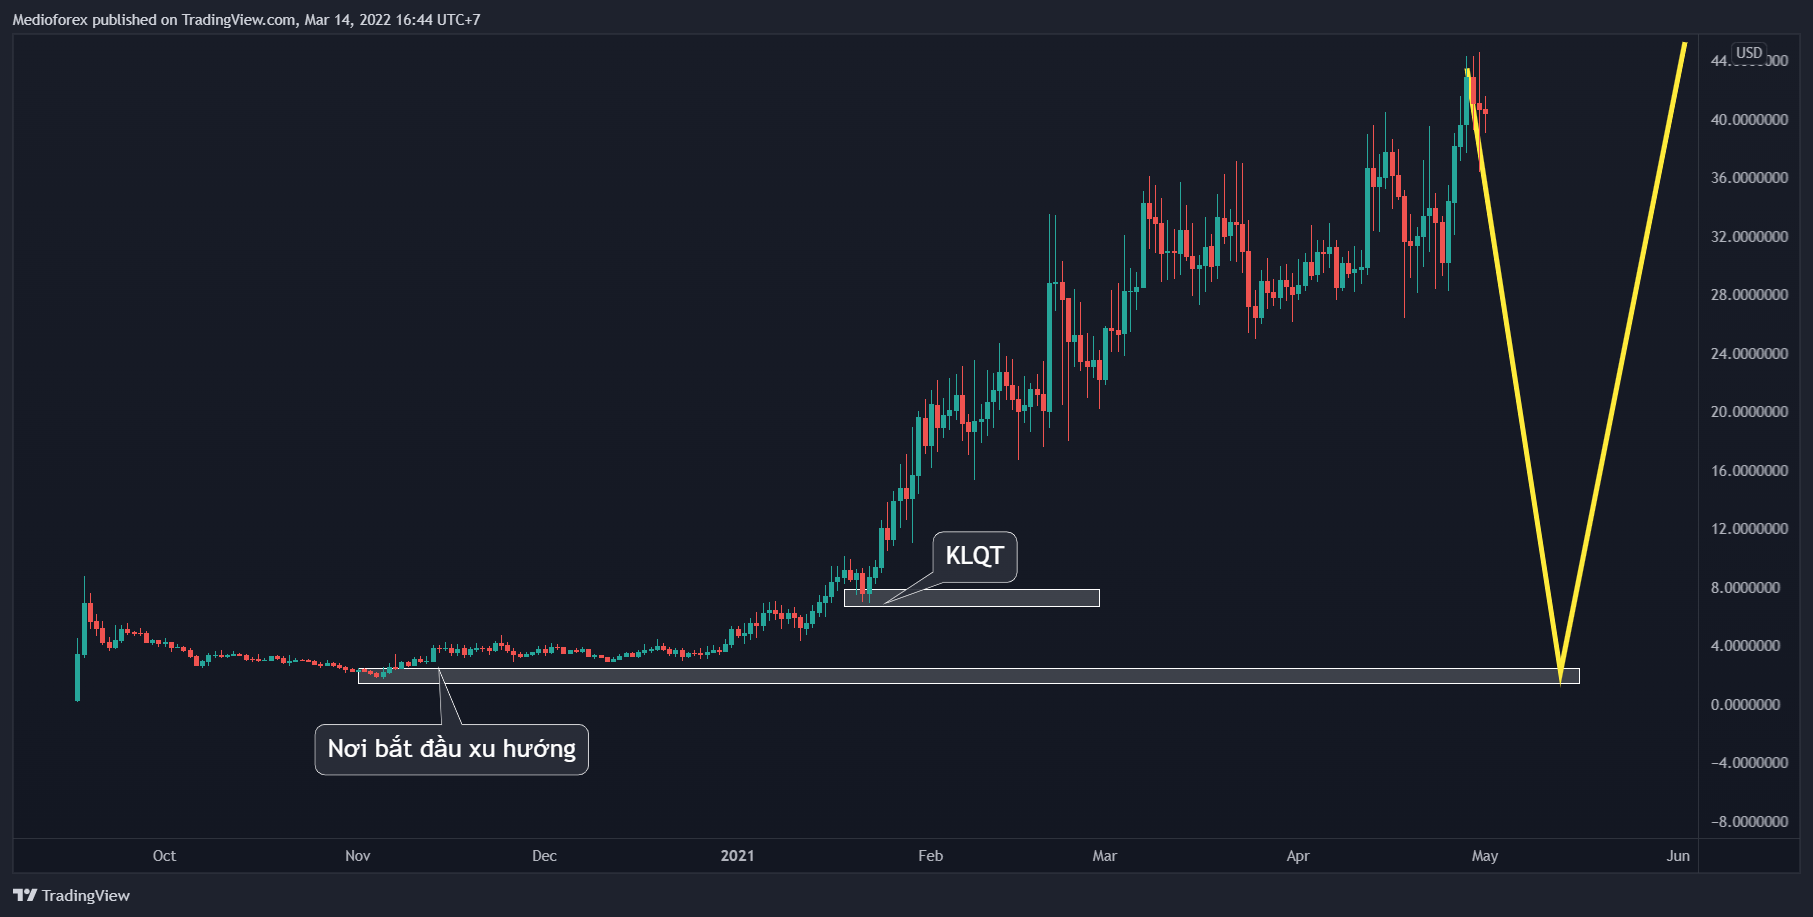 Medioforex published on TradingView.com, Mar 14, 2022 16:44 UTC+7
USD
40.0000000
36.0000000
32.0000000
28.0000000
24.0000000
20.0000000
16.0000000
12.0000000
KLQT
8.0000000
4.0000000
0.0000000
Nơi bắt đầu xu hướng
−4.0000000
−8.0000000
Oct Nov Dec 2021 Feb Mar Apr May Jun
TradingView